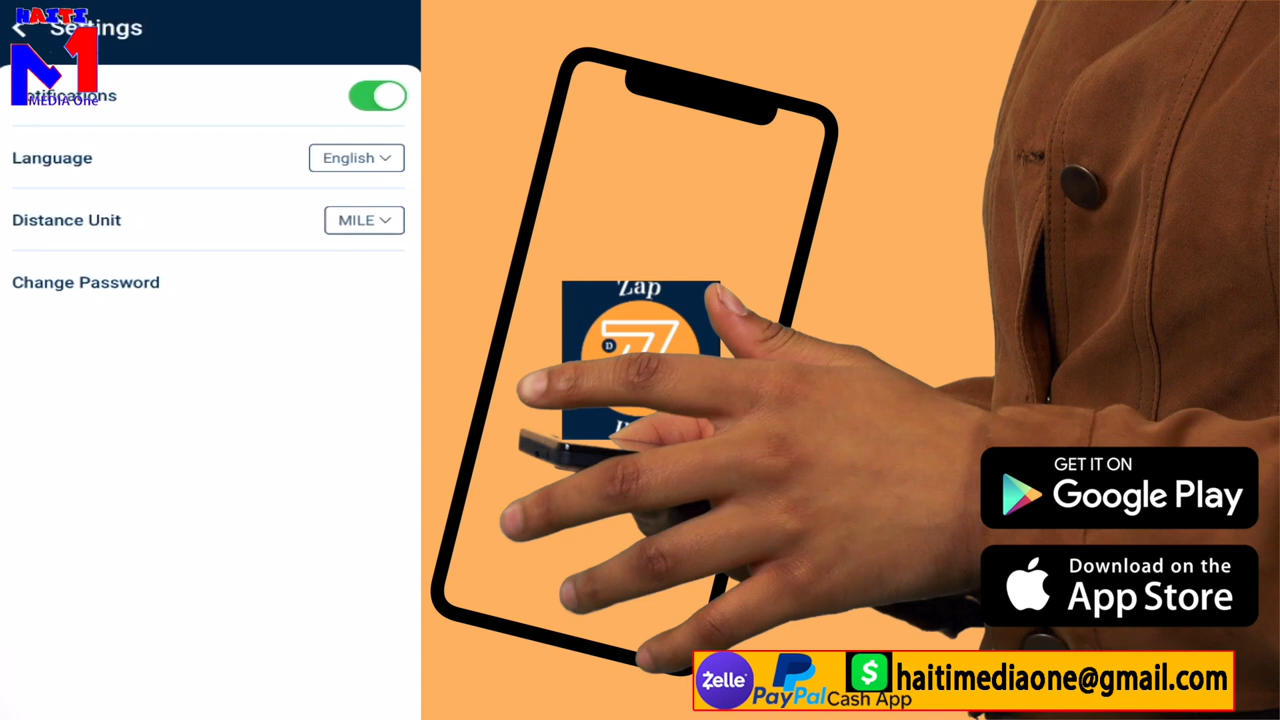 HAITI
Settings
M1
MEDIA One
Notifications
Language
English
Distance Unit
MILE
Change Password
Zap
D
Z
GET IT ON
Google Play
Download on the
App Store
Zelle
PayPal
$
Cash App
haitimediaone@gmail.com